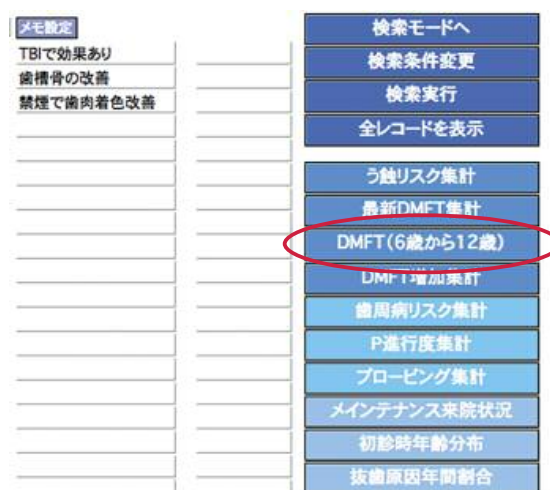 メモ設定
TBIで効果あり
歯槽骨の改善
禁煙で歯肉着色改善
検索モードへ
検索条件変更
検索実行
全レコードを表示
う蝕リスク集計
最新DMFT集計
DMFT(6歳から12歳)
DMFT増加集計
歯周病リスク集計
P進行度集計
プロービング集計
メインテナンス来院状況
初診時年齢分布
抜歯原因年間割合